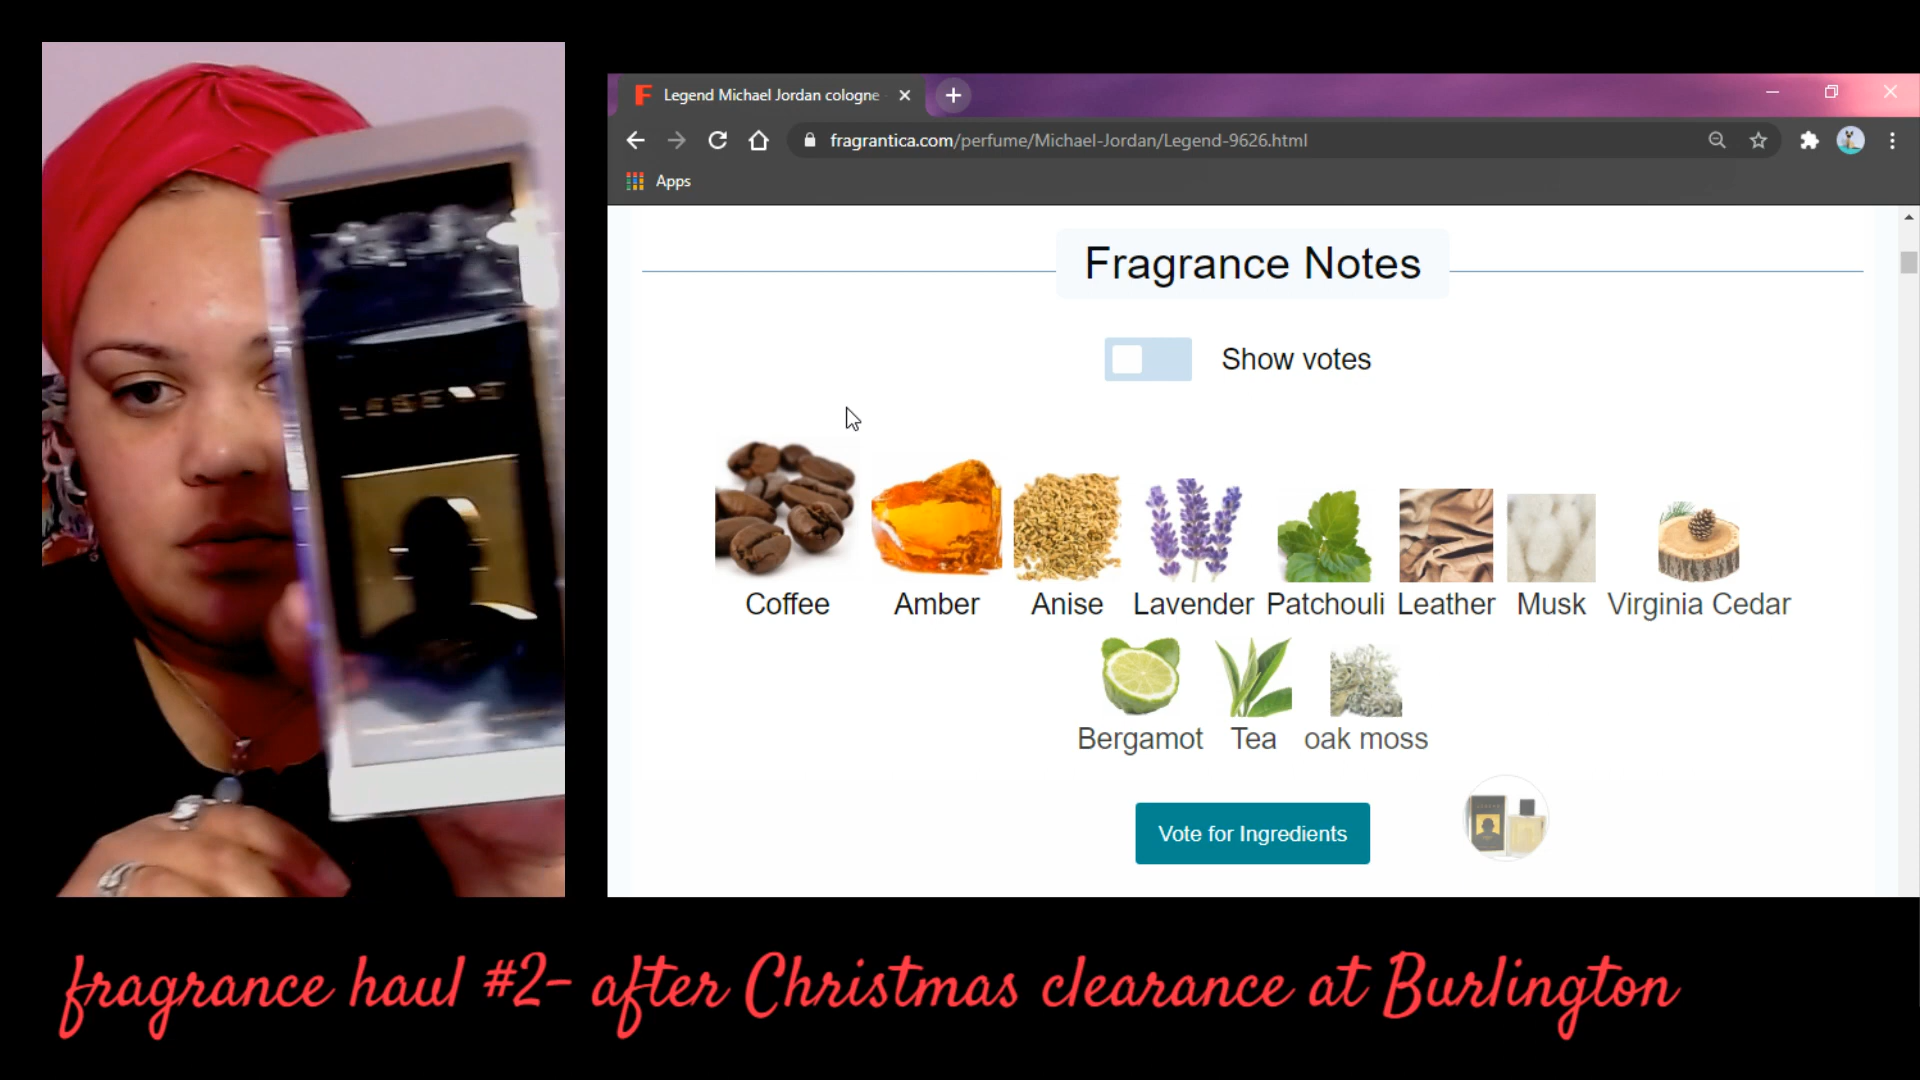 LEGEND
Legend Michael Jordan cologne
fragrantica.com/perfume/Michael-Jordan/Legend-9626.html
Apps
Fragrance Notes
Show votes
Coffee Amber Anise Lavender Patchouli Leather Musk Virginia Cedar
Bergamot Tea oak moss
Vote for Ingredients
fragrance haul #2- after Christmas clearance at Burlington